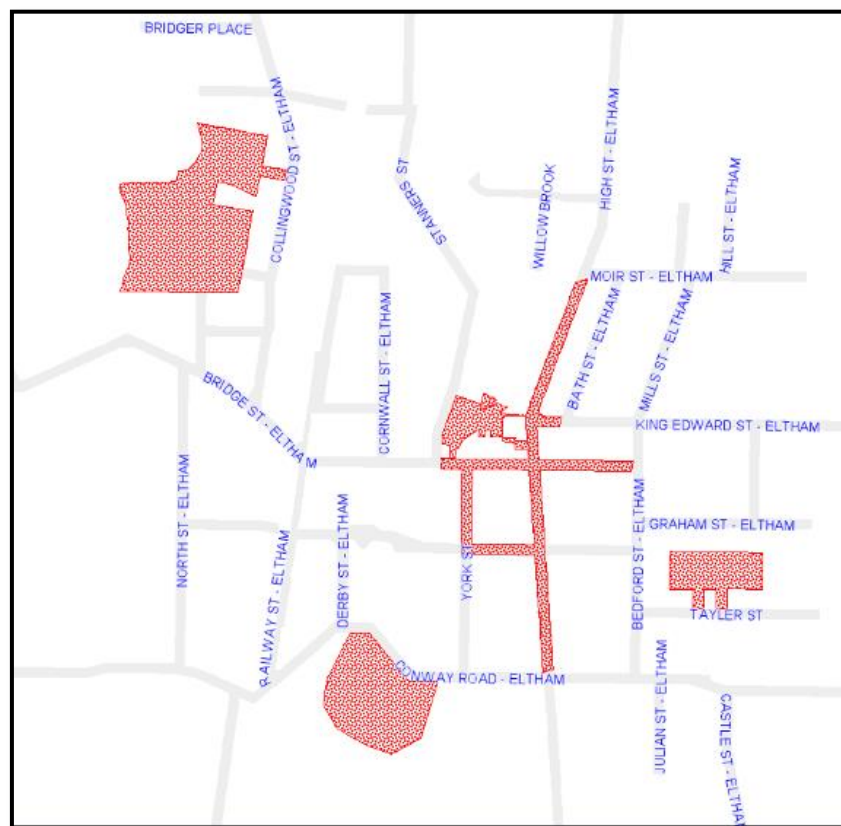 BRIDGER PLACE
COLLINGWOOD ST - ELTHAM
STANNERS ST
WILLOW BROOK
HIGH ST - ELTHAM
HILL ST - ELTHAM
MOIR ST - ELTHAM
BATH ST - ELTHAM
MILLS ST - ELTHAM
CORNWALL ST - ELTHAM
BRIDGE ST - ELTHAM
KING EDWARD ST - ELTHAM
NORTH ST - ELTHAM
RAILWAY ST - ELTHAM
DERBY ST - ELTHAM
YORK ST
BEDFORD ST - ELTHAM
GRAHAM ST - ELTHAM
TAYLER ST
CONWAY ROAD - ELTHAM
JULIAN ST - ELTHAM
CASTLE ST - ELTHAM